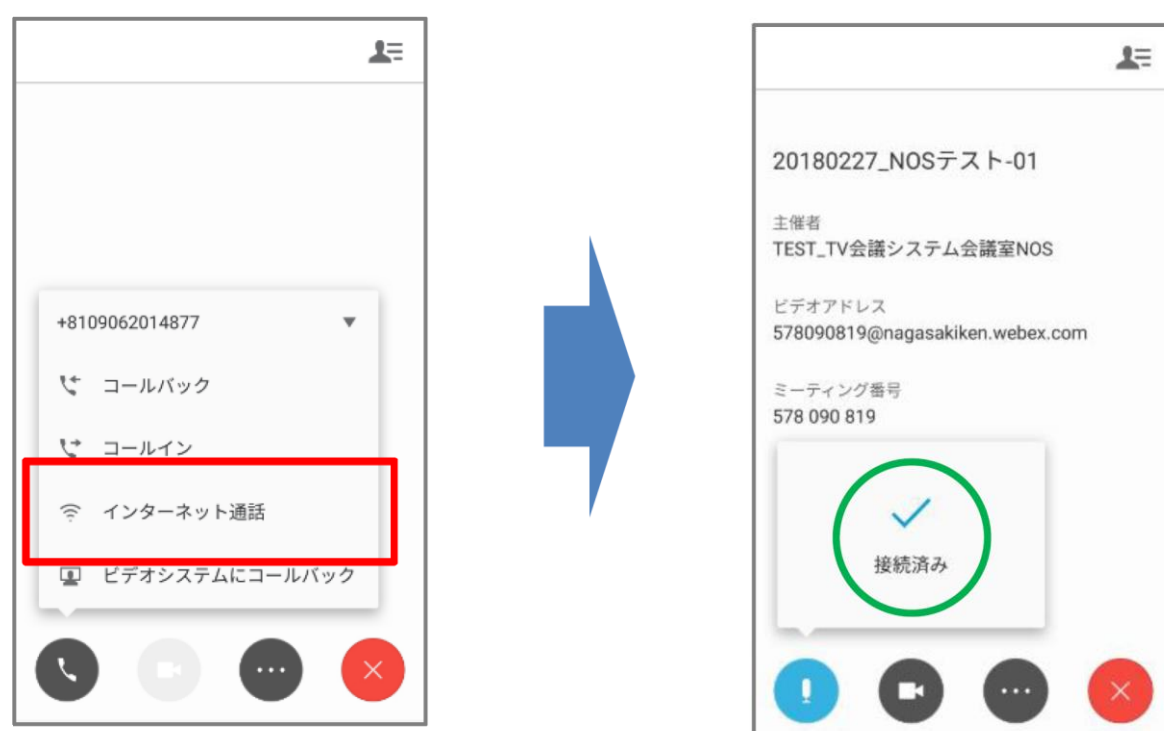 +8109062014877
コールバック
コールイン
インターネット通話
ビデオシステムにコールバック
20180227_NOSテスト-01
主催者
TEST_TV会議システム会議室NOS
ビデオアドレス
578090819@nagasakiken.webex.com
ミーティング番号
578 090 819
接続済み